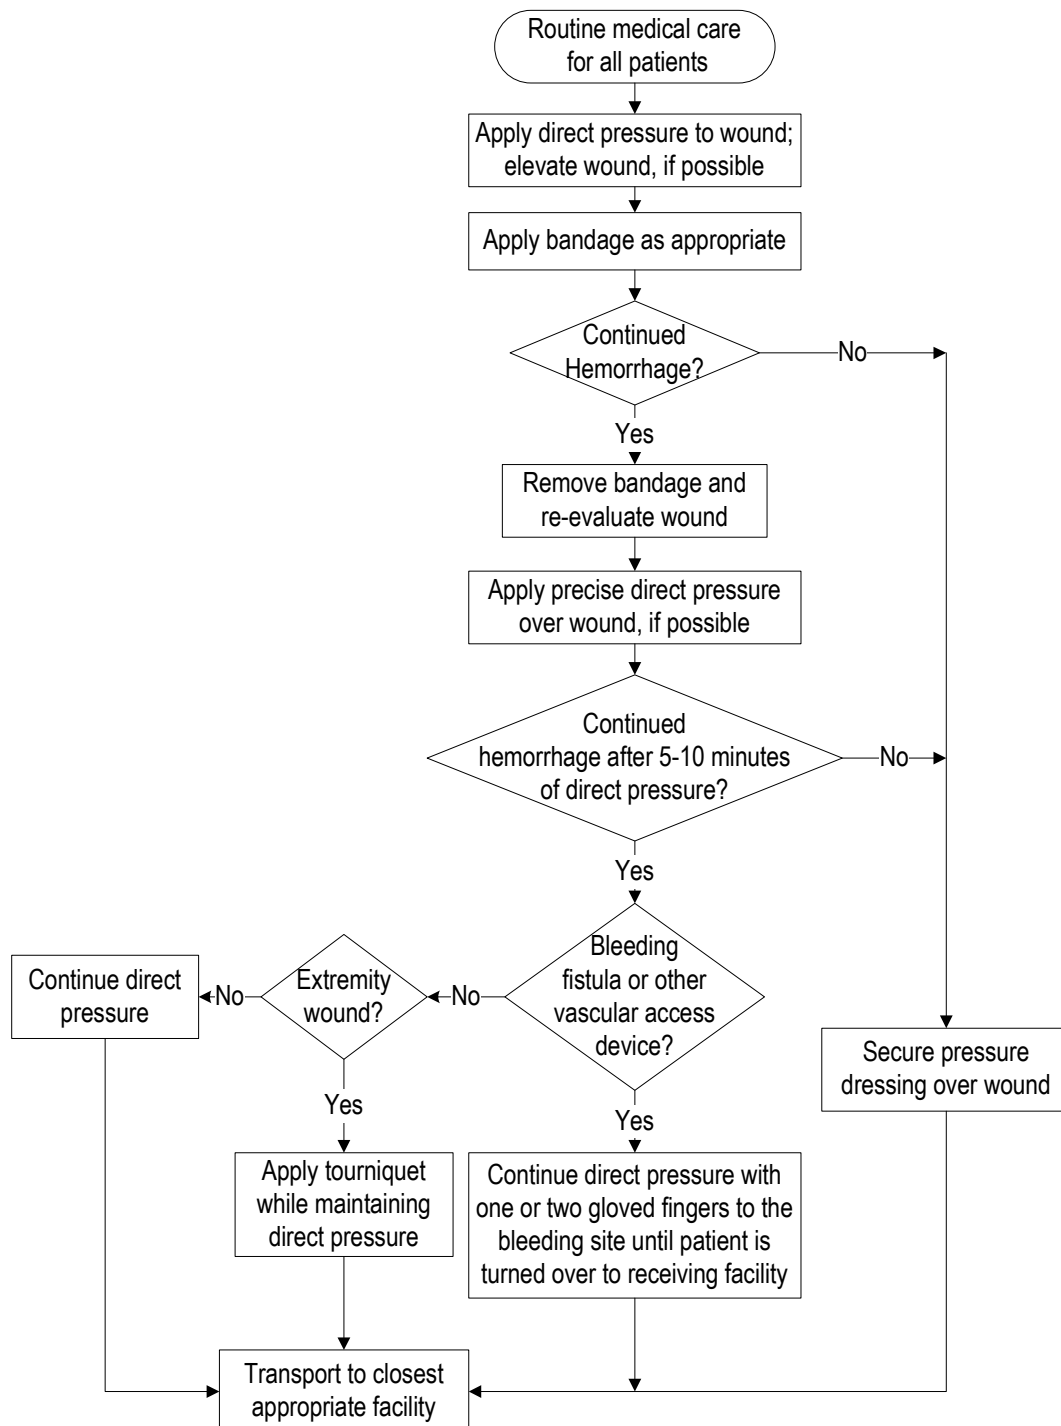 Routine medical care
for all patients
Apply direct pressure to wound;
elevate wound, if possible
Apply bandage as appropriate
Continued
Hemorrhage?
No
Yes
Remove bandage and
re-evaluate wound
Apply precise direct pressure
over wound, if possible
Continued
hemorrhage after 5-10 minutes
of direct pressure?
No
Yes
Bleeding
fistula or other
vascular access
device?
No
Extremity
wound?
No
Continue direct
pressure
Yes
Apply tourniquet
while maintaining
direct pressure
Yes
Continue direct pressure with
one or two gloved fingers to the
bleeding site until patient is
turned over to receiving facility
Secure pressure
dressing over wound
Transport to closest
appropriate facility